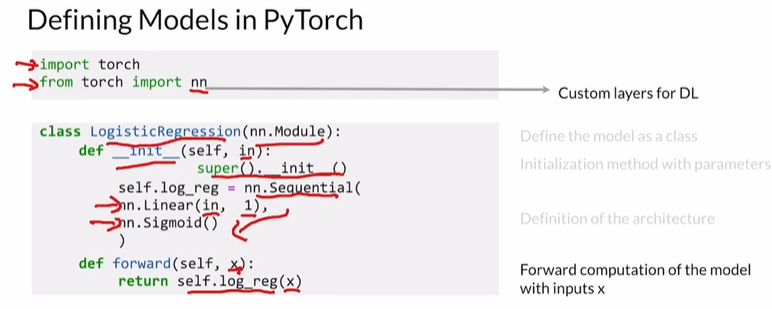 Defining Models in PyTorch
import torch
from torch import nn
Custom layers for DL
class LogisticRegression(nn.Module):
Define the model as a class
def __init__(self, in):
Initialization method with parameters
super().__init__()
self.log_reg = nn.Sequential(
nn.Linear(in, 1),
nn.Sigmoid()
Definition of the architecture
)
def forward(self, x):
return self.log_reg(x)
Forward computation of the model
with inputs x